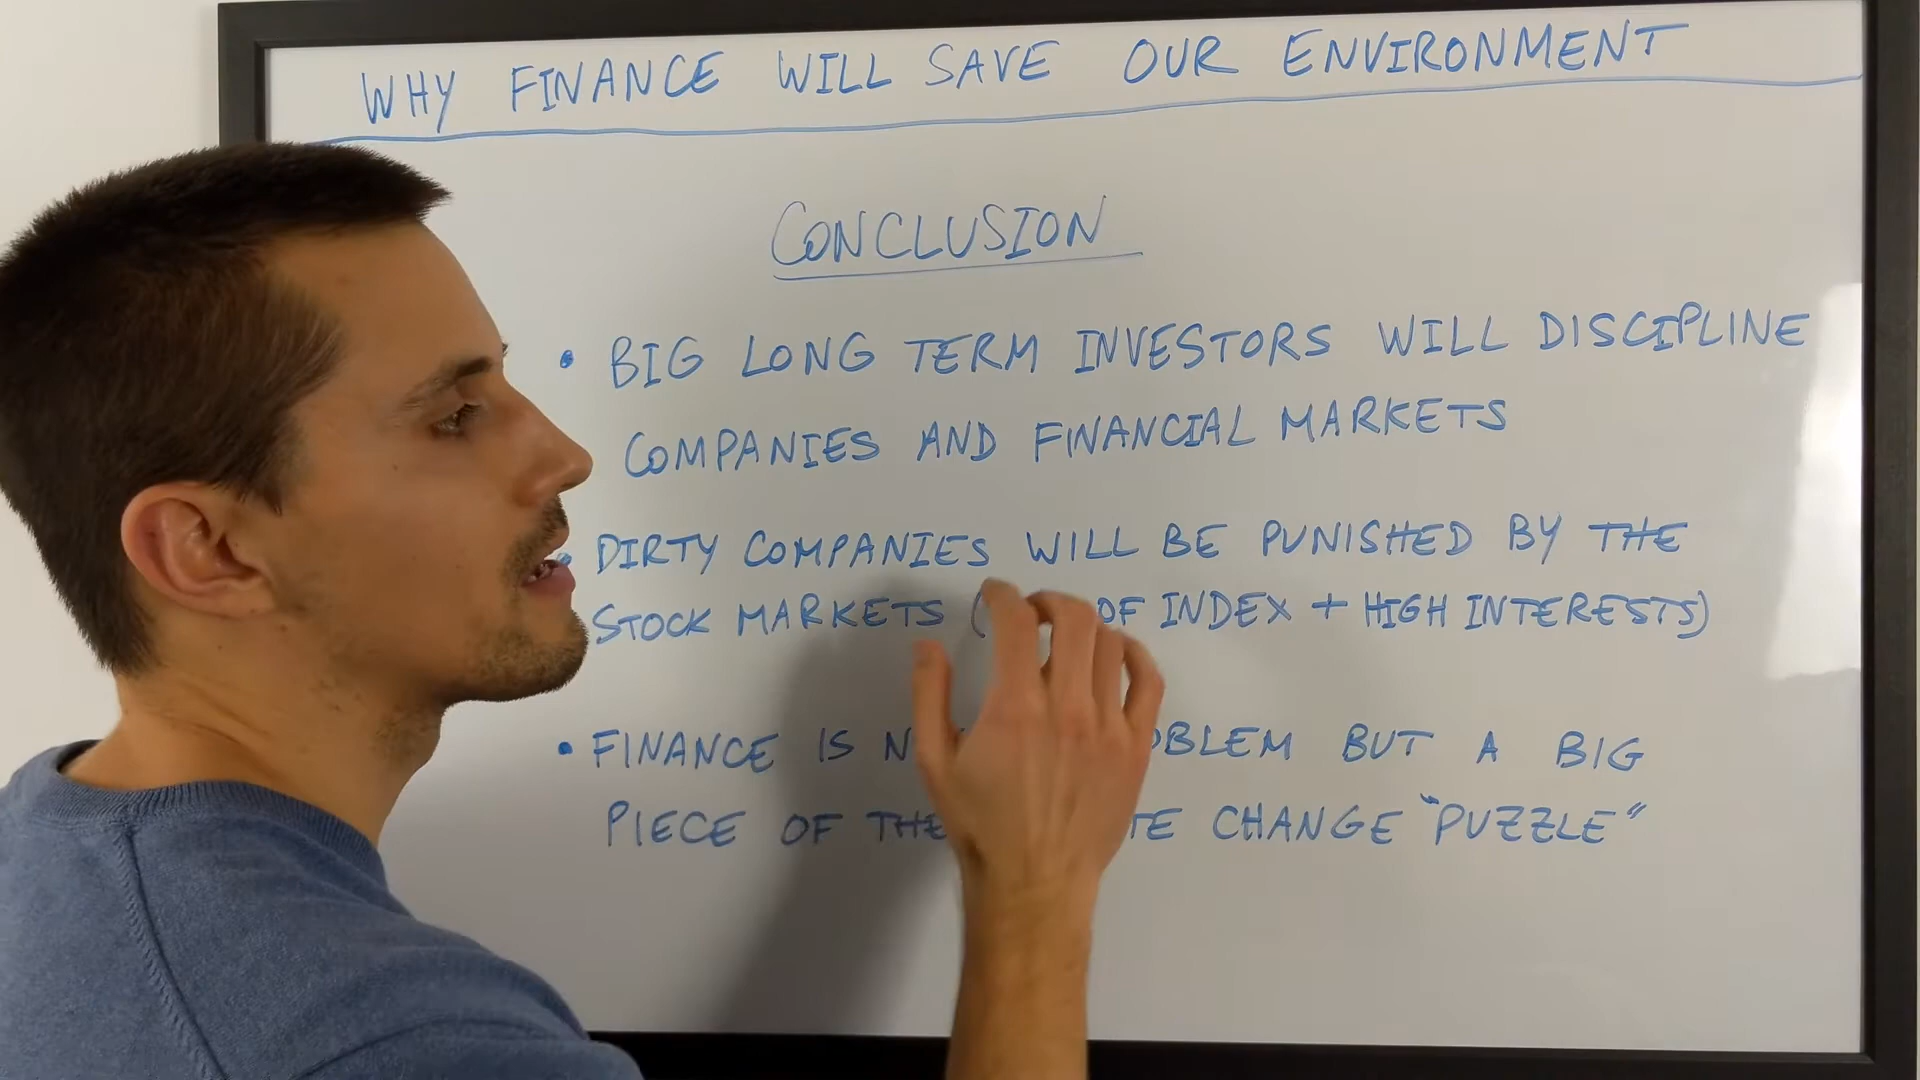 WHY FINANCE WILL SAVE OUR ENVIRONMENT
CONCLUSION
• BIG LONG TERM INVESTORS WILL DISCIPLINE
COMPANIES AND FINANCIAL MARKETS
• DIRTY COMPANIES WILL BE PUNISHED BY THE
STOCK MARKETS ( OF INDEX + HIGH INTERESTS)
• FINANCE IS BUT A BIG
PIECE OF THE CHANGE "PUZZLE"